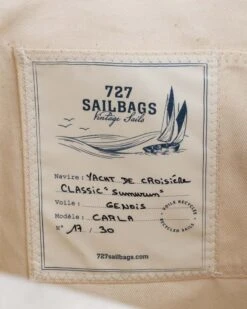 727
SAILBAGS
Vintage Sails
Navire : YACHT DE CROISIÈRE
CLASSIC "Sumurun"
Voile : GENOIS
Modèle : CARLA
N° 17 / 30
VOILE RECYCLÉE
RECYCLED SAILS
727sailbags.com